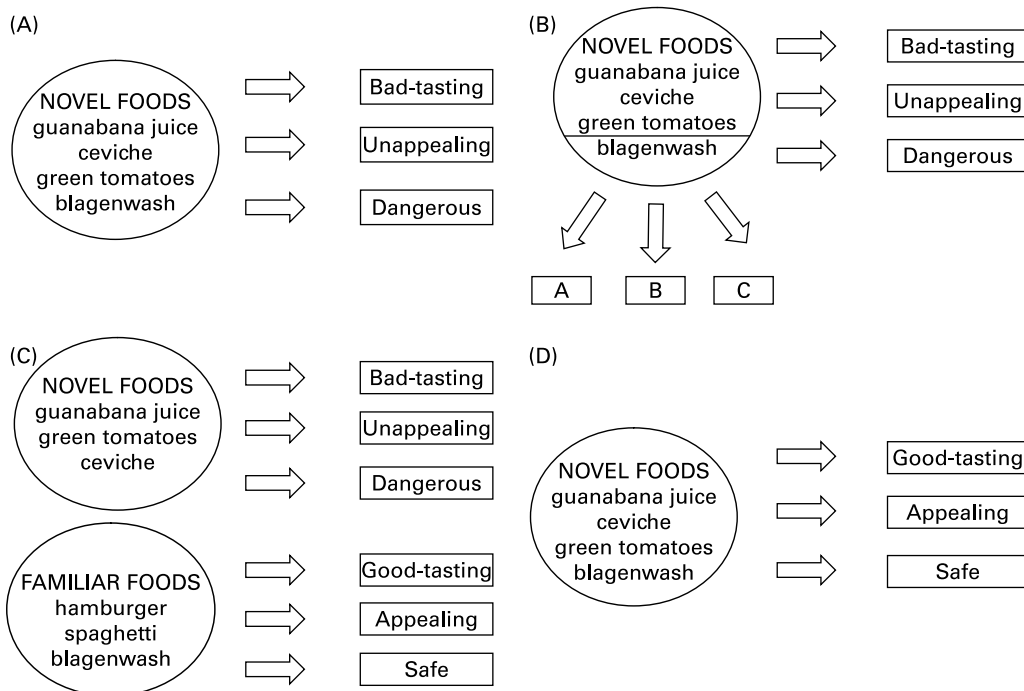 (A)
NOVEL FOODS
guanabana juice
ceviche
green tomatoes
blagenwash
Bad-tasting
Unappealing
Dangerous
(B)
NOVEL FOODS
guanabana juice
ceviche
green tomatoes
blagenwash
Bad-tasting
Unappealing
Dangerous
A
B
C
(C)
NOVEL FOODS
guanabana juice
green tomatoes
ceviche
Bad-tasting
Unappealing
Dangerous
FAMILIAR FOODS
hamburger
spaghetti
blagenwash
Good-tasting
Appealing
Safe
(D)
NOVEL FOODS
guanabana juice
ceviche
green tomatoes
blagenwash
Good-tasting
Appealing
Safe